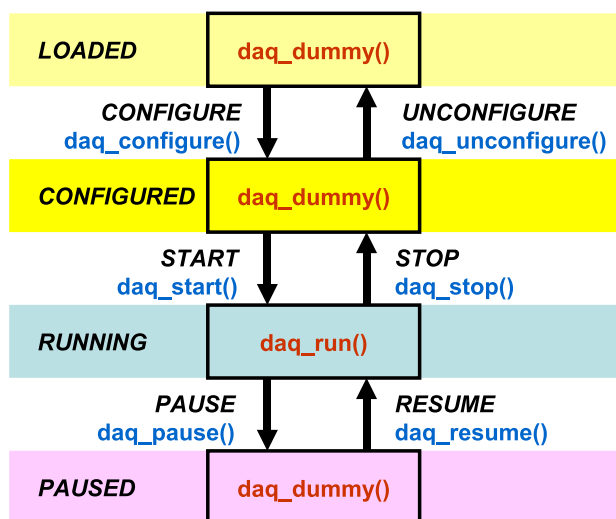 LOADED daq_dummy()
CONFIGURE UNCONFIGURE
daq_configure() daq_unconfigure()
CONFIGURED daq_dummy()
START STOP
daq_start() daq_stop()
RUNNING daq_run()
PAUSE RESUME
daq_pause() daq_resume()
PAUSED daq_dummy()